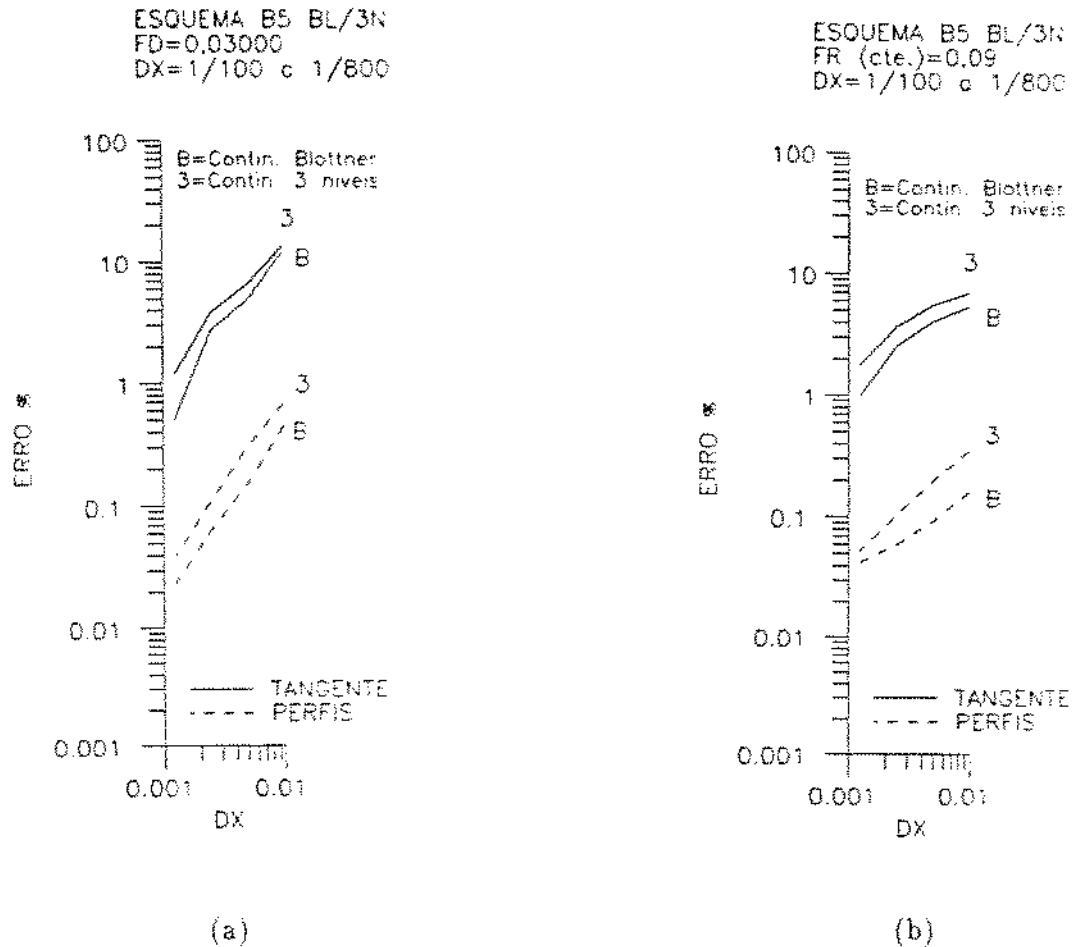 ESQUEMA B5 BL/3N
FD=0.03000
DX=1/100 a 1/800
100
B=Contin. Blottner
3=Contin 3 niveis
3
B
10
1
3
B
ERRO %
0.1
0.01
TANGENTE
PERFIS
0.001
0.001
0.01
DX
(a)
ESQUEMA B5 BL/3N
FR (cte.)=0.09
DX=1/100 a 1/800
100
B=Contin. Blottner
3=Contin 3 niveis
3
10
B
1
ERRO %
3
B
0.1
0.01
TANGENTE
PERFIS
0.001
0.001
0.01
DX
(b)